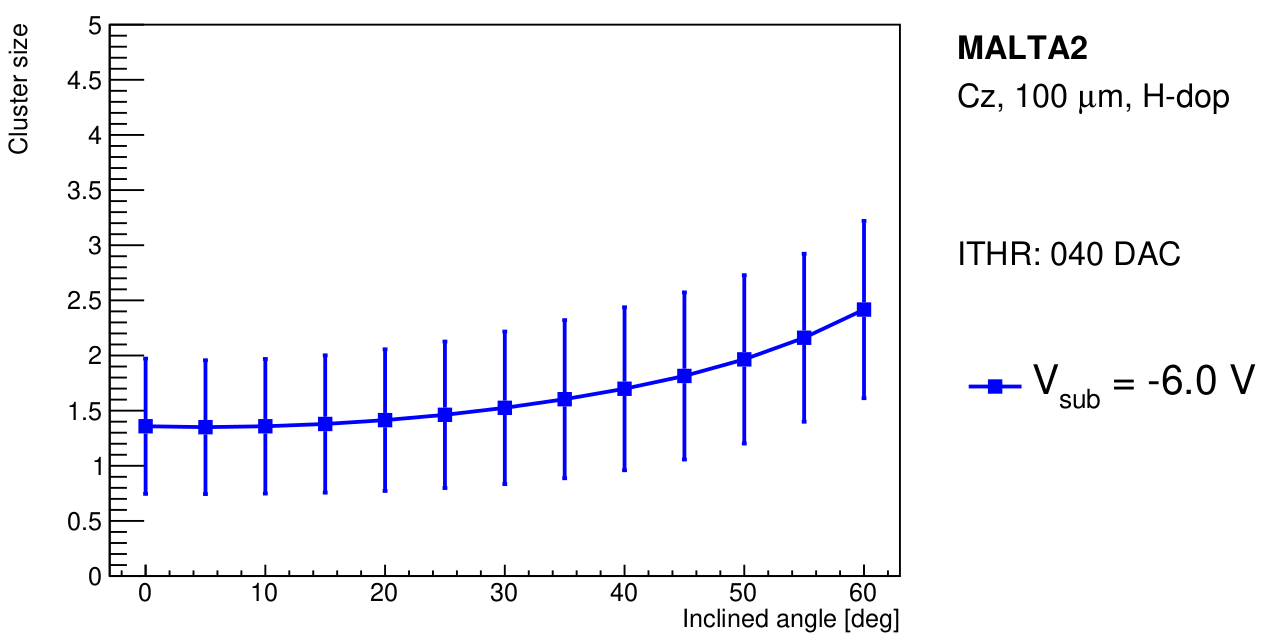 Cluster size
5
4.5
4
3.5
3
2.5
2
1.5
1
0.5
0
0 10 20 30 40 50 60
Inclined angle [deg]
MALTA2
Cz, 100 μm, H-dop
ITHR: 040 DAC
Vsub = -6.0 V